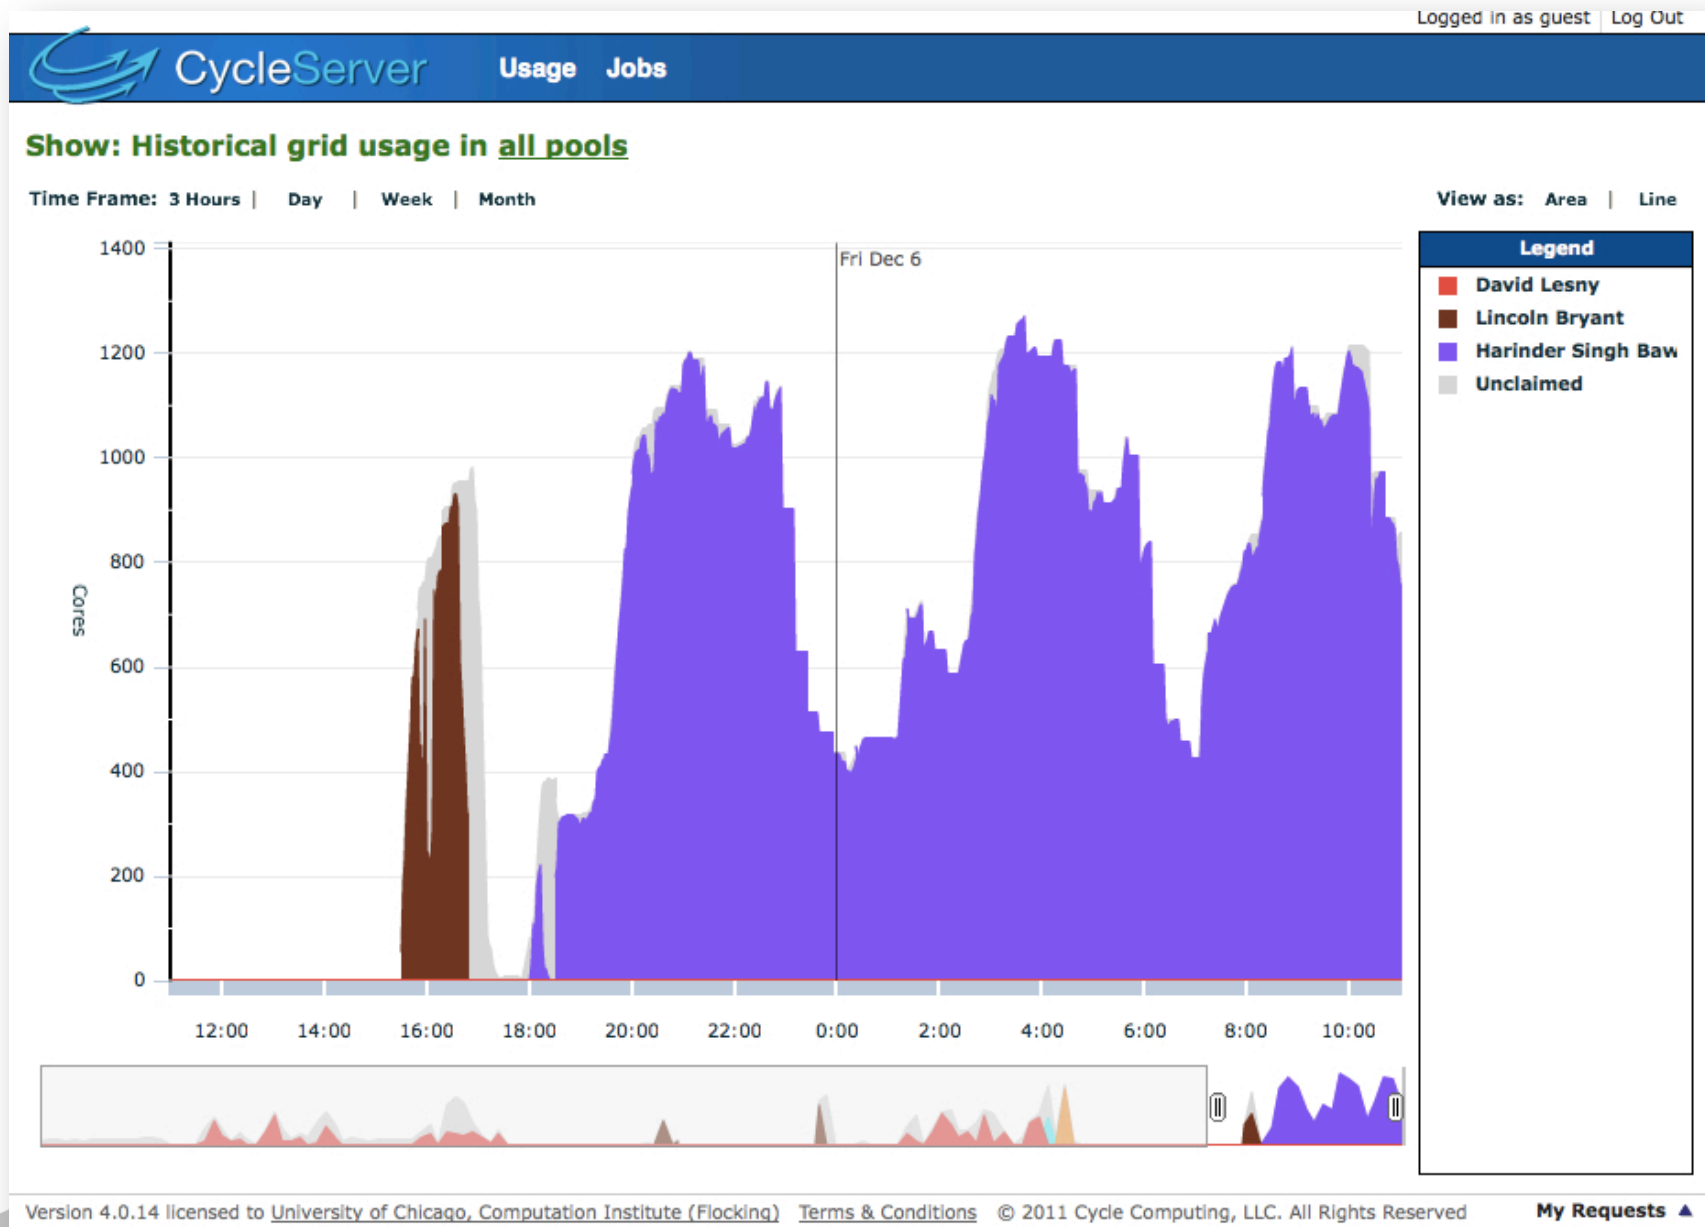 Logged in as guest | Log Out
CycleServer Usage Jobs
Show: Historical grid usage in all pools
Time Frame: 3 Hours | Day | Week | Month
View as: Area | Line
Legend
David Lesny
Lincoln Bryant
Harinder Singh Baw
Unclaimed
Fri Dec 6
1400
1200
1000
800
600
400
200
0
Cores
12:00 14:00 16:00 18:00 20:00 22:00 0:00 2:00 4:00 6:00 8:00 10:00
Version 4.0.14 licensed to University of Chicago, Computation Institute (Flocking) Terms & Conditions © 2011 Cycle Computing, LLC. All Rights Reserved My Requests